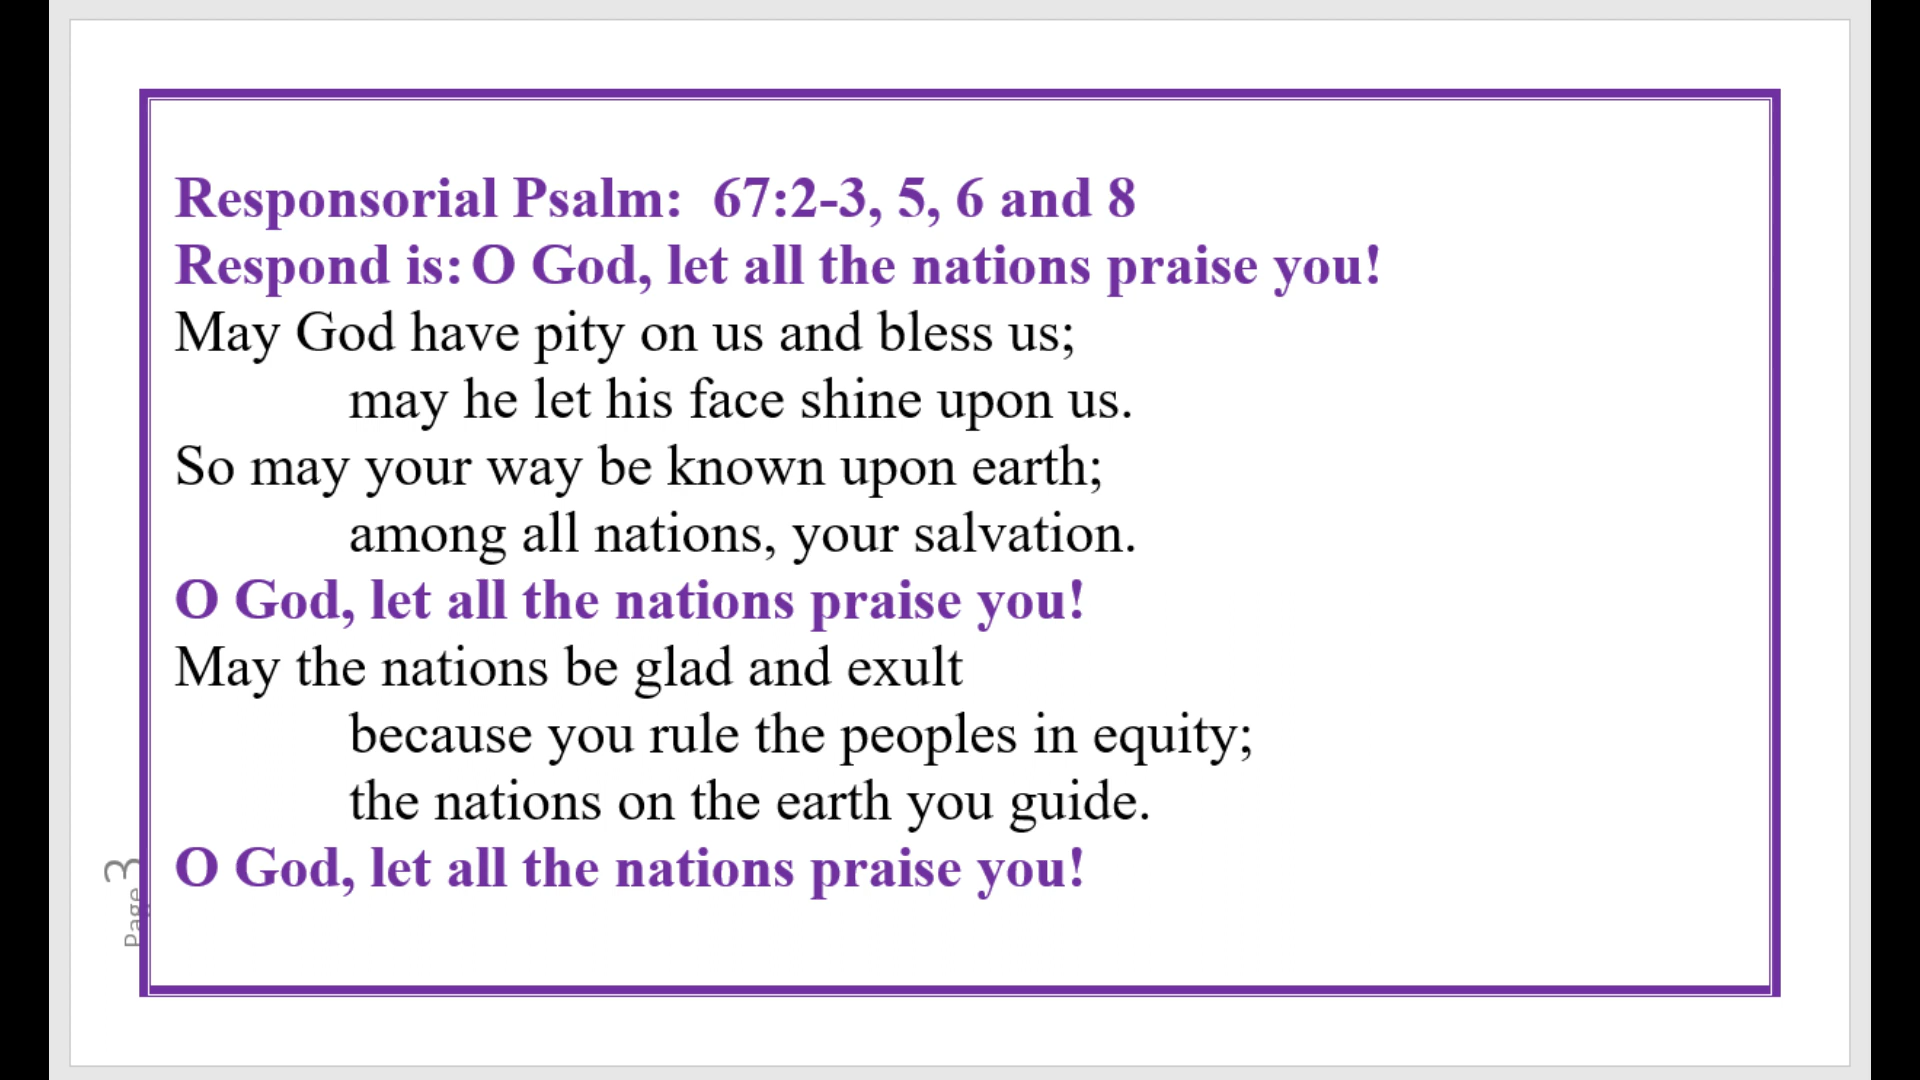 Responsorial Psalm:  67:2-3, 5, 6 and 8
Respond is: O God, let all the nations praise you!
May God have pity on us and bless us;
may he let his face shine upon us.
So may your way be known upon earth;
among all nations, your salvation.
O God, let all the nations praise you!
May the nations be glad and exult
because you rule the peoples in equity;
the nations on the earth you guide.
O God, let all the nations praise you!
Page 3